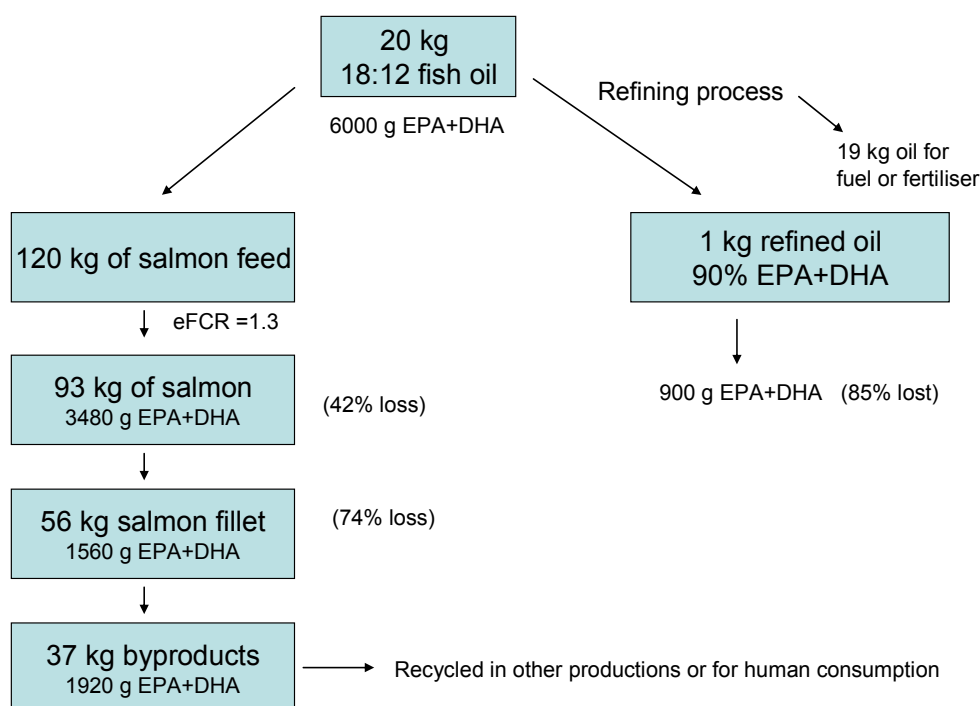 20 kg
18:12 fish oil
6000 g EPA+DHA
Refining process
19 kg oil for
fuel or fertiliser
120 kg of salmon feed
1 kg refined oil
90% EPA+DHA
eFCR =1.3
93 kg of salmon
3480 g EPA+DHA
(42% loss)
900 g EPA+DHA (85% lost)
56 kg salmon fillet
1560 g EPA+DHA
(74% loss)
37 kg byproducts
1920 g EPA+DHA
Recycled in other productions or for human consumption